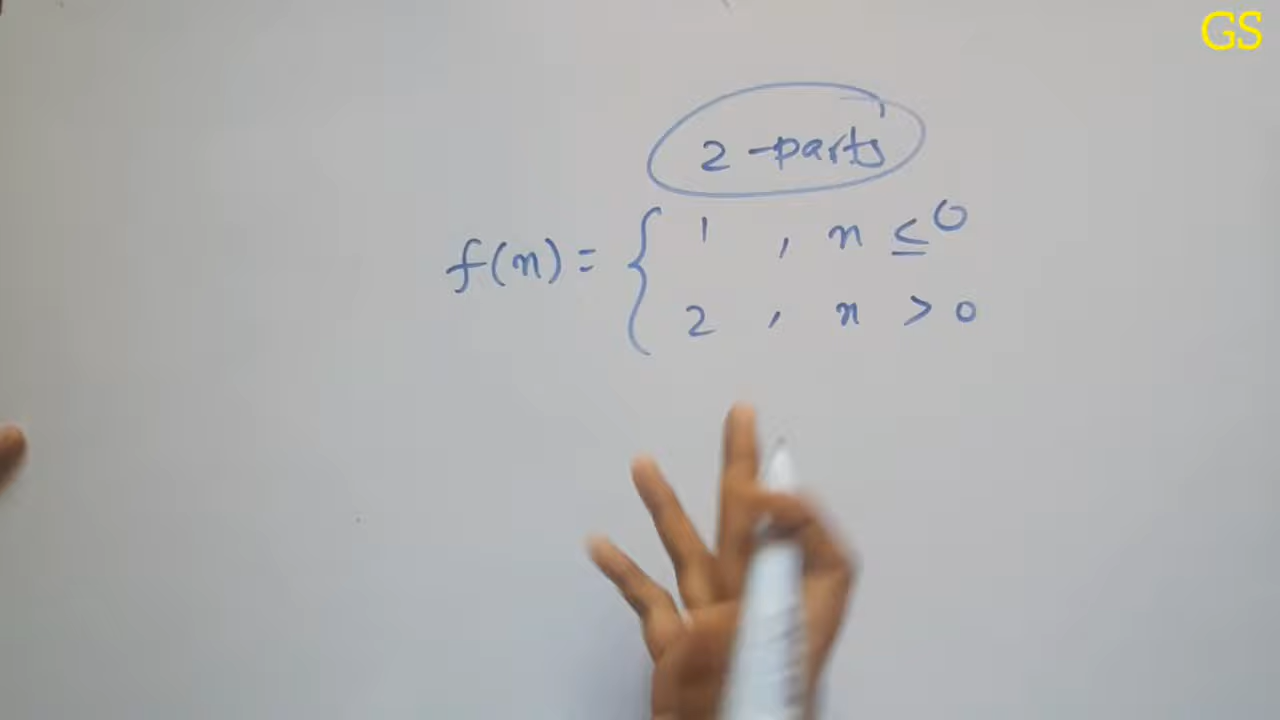 GS
2 - parts
f(n) = { 1 , n ≤ 0
2 , n > 0